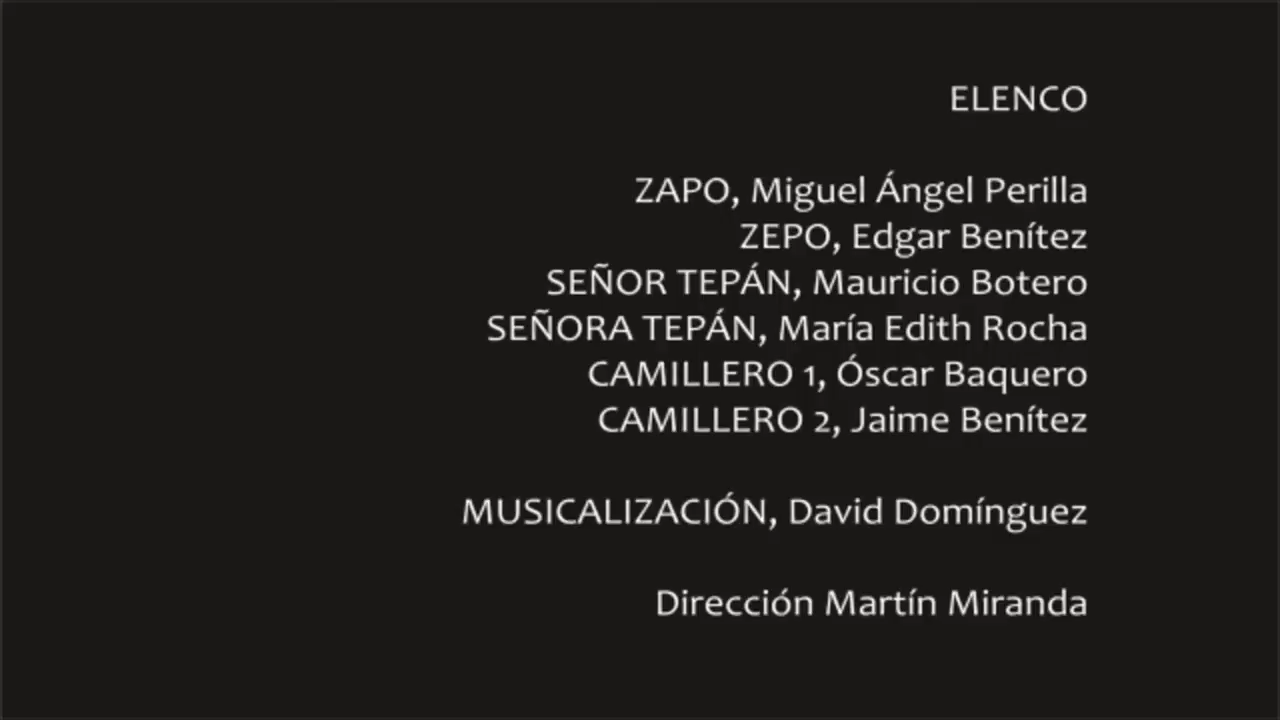 ELENCO
ZAPO, Miguel Ángel Perilla
ZEPO, Edgar Benítez
SEÑOR TEPÁN, Mauricio Botero
SEÑORA TEPÁN, María Edith Rocha
CAMILLERO 1, Óscar Baquero
CAMILLERO 2, Jaime Benítez
MUSICALIZACIÓN, David Domínguez
Dirección Martín Miranda